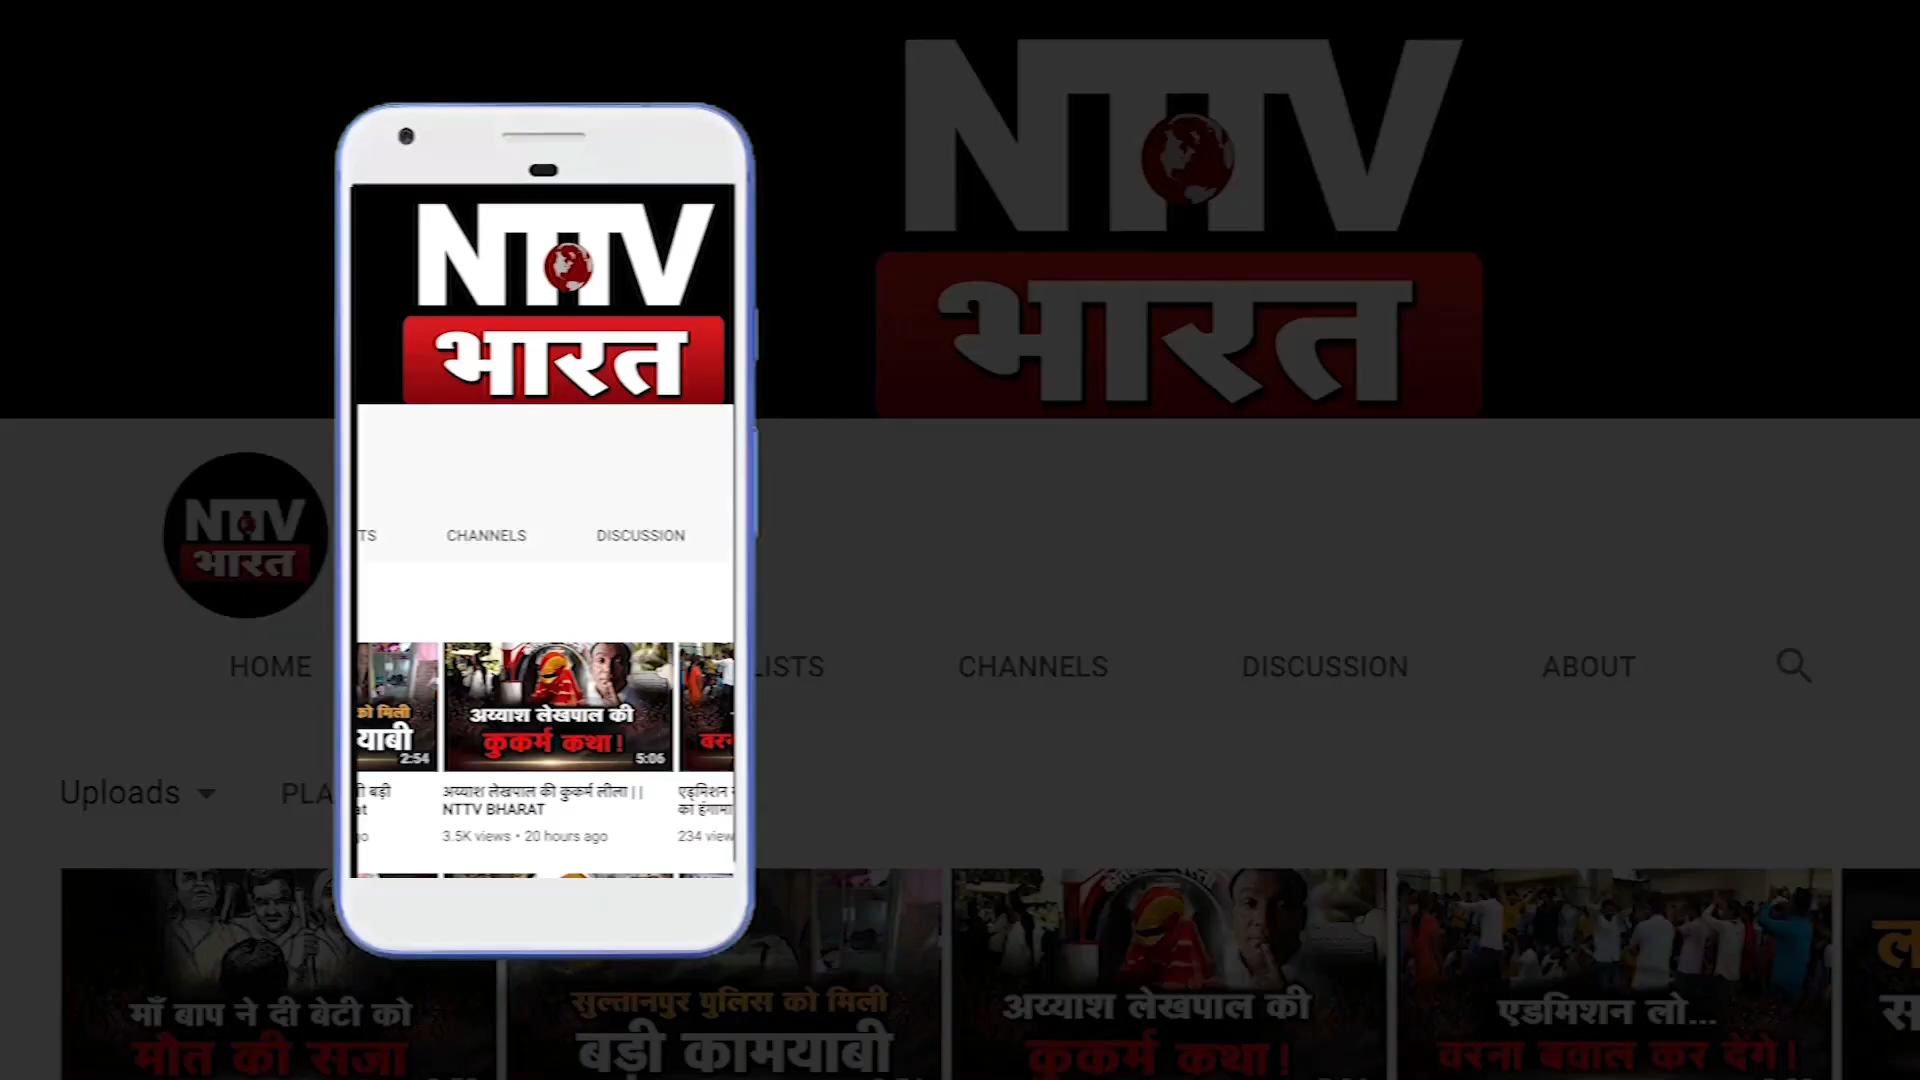 NTTV
भारत
NTTV
भारत
TS
CHANNELS
DISCUSSION
को मिली
याबी
2:54
अय्याश लेखपाल की
कुकर्म कथा!
5:06
वरन
बड़ी
अय्याश लेखपाल की कुकर्म लीला || NTTV BHARAT
3.5K views • 20 hours ago
एडमिशन
का हंगामा
234 view
NTTV
भारत
HOME
LISTS
CHANNELS
DISCUSSION
ABOUT
Uploads
PLA
माँ बाप ने दी बेटी को
मौत की सजा
सुल्तानपुर पुलिस को मिली
बड़ी कामयाबी
अय्याश लेखपाल की
कुकर्म कथा!
एडमिशन लो...
वरना बवाल कर देंगे!
ल
स